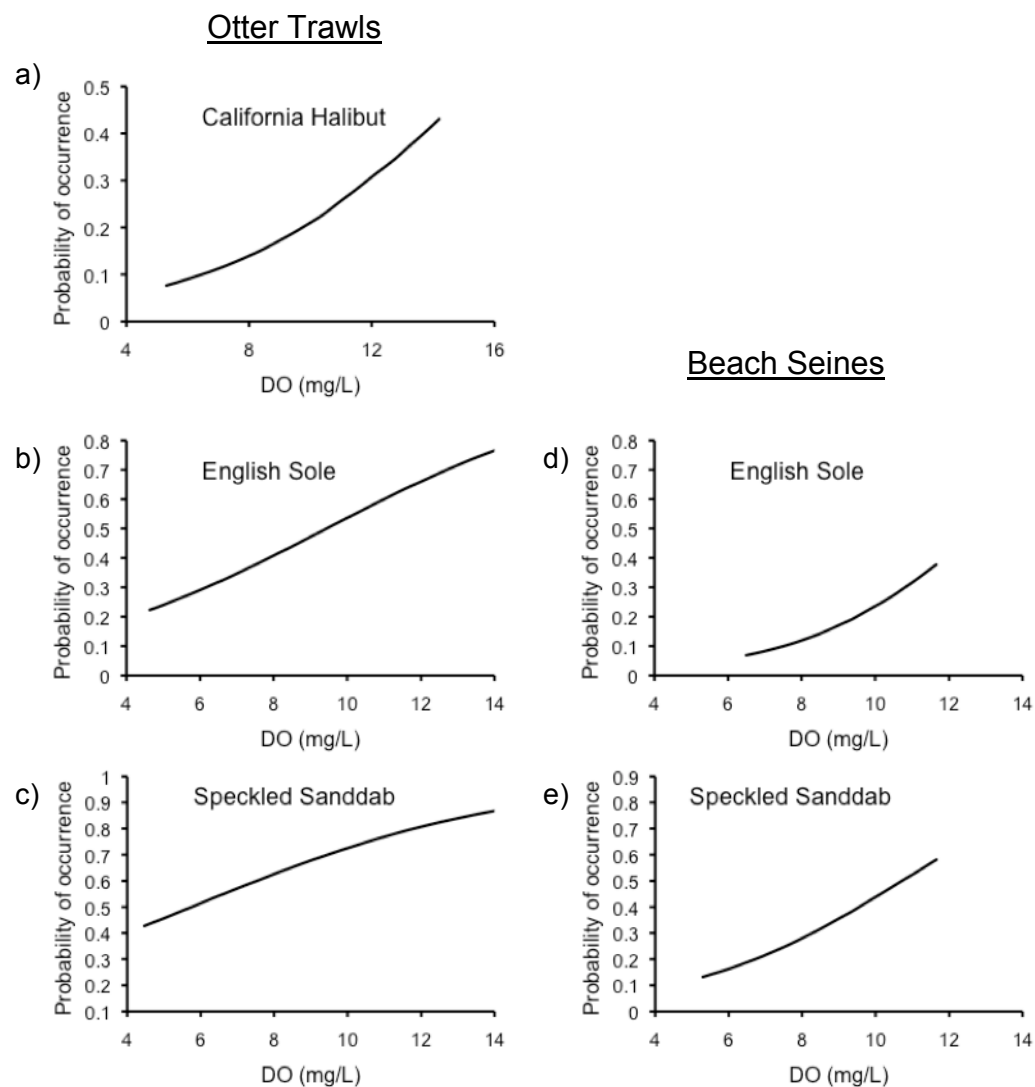 Otter Trawls
a)
California Halibut
Probability of occurrence
0.5
0.4
0.3
0.2
0.1
0
4 8 12 16
DO (mg/L)
Beach Seines
b)
English Sole
Probability of occurrence
0.8
0.7
0.6
0.5
0.4
0.3
0.2
0.1
0
4 6 8 10 12 14
DO (mg/L)
d)
English Sole
Probability of occurrence
0.8
0.7
0.6
0.5
0.4
0.3
0.2
0.1
0
4 6 8 10 12 14
DO (mg/L)
c)
Speckled Sanddab
Probability of occurrence
1
0.9
0.8
0.7
0.6
0.5
0.4
0.3
0.2
0.1
4 6 8 10 12 14
DO (mg/L)
e)
Speckled Sanddab
Probability of occurrence
0.9
0.8
0.7
0.6
0.5
0.4
0.3
0.2
0.1
0
4 6 8 10 12 14
DO (mg/L)